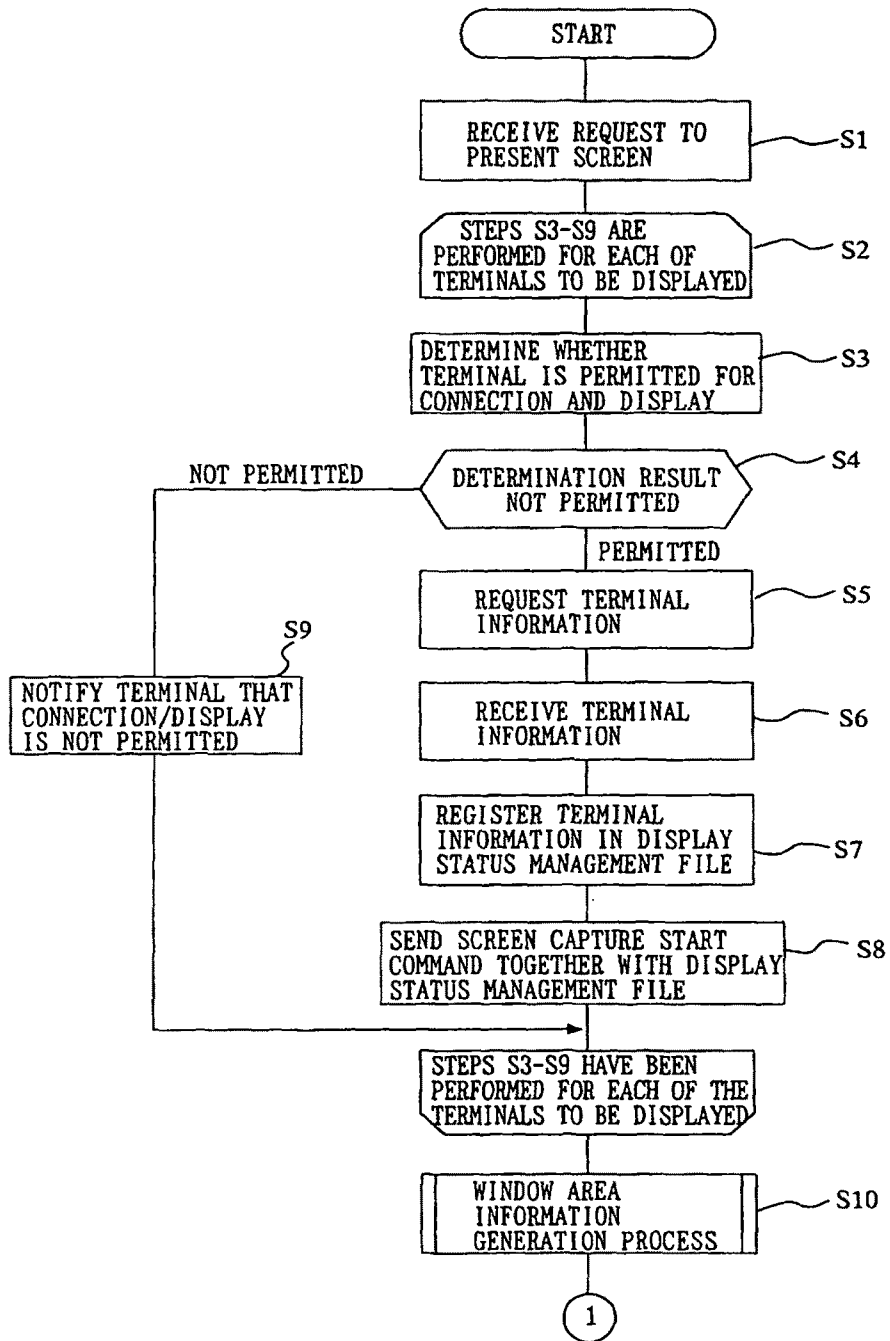 START
RECEIVE REQUEST TO
PRESENT SCREEN
S1
STEPS S3-S9 ARE
PERFORMED FOR EACH OF
TERMINALS TO BE DISPLAYED
S2
DETERMINE WHETHER
TERMINAL IS PERMITTED FOR
CONNECTION AND DISPLAY
S3
NOT PERMITTED
DETERMINATION RESULT
NOT PERMITTED
S4
PERMITTED
REQUEST TERMINAL
INFORMATION
S5
S9
NOTIFY TERMINAL THAT
CONNECTION/DISPLAY
IS NOT PERMITTED
RECEIVE TERMINAL
INFORMATION
S6
REGISTER TERMINAL
INFORMATION IN DISPLAY
STATUS MANAGEMENT FILE
S7
SEND SCREEN CAPTURE START
COMMAND TOGETHER WITH DISPLAY
STATUS MANAGEMENT FILE
S8
STEPS S3-S9 HAVE BEEN
PERFORMED FOR EACH OF THE
TERMINALS TO BE DISPLAYED
WINDOW AREA
INFORMATION
GENERATION PROCESS
S10
1